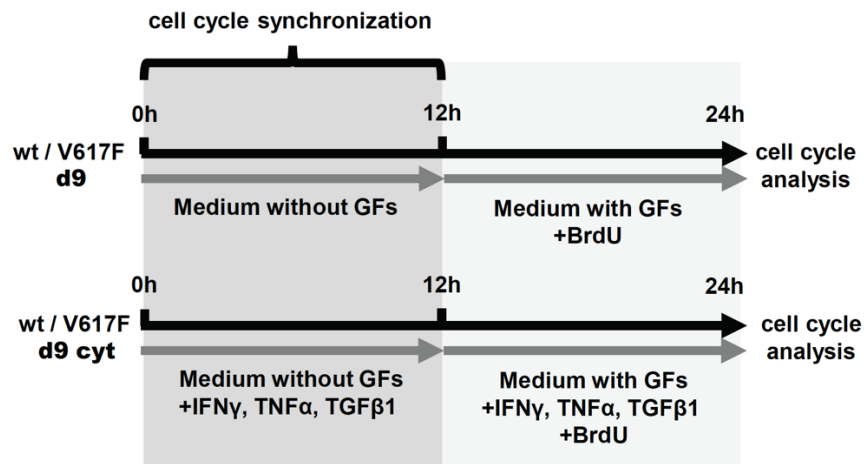 cell cycle synchronization
0h 12h 24h
wt / V617F
d9
cell cycle
analysis
Medium without GFs
Medium with GFs
+BrdU
0h 12h 24h
wt / V617F
d9 cyt
cell cycle
analysis
Medium without GFs
+IFNγ, TNFα, TGFβ1
Medium with GFs
+IFNγ, TNFα, TGFβ1
+BrdU